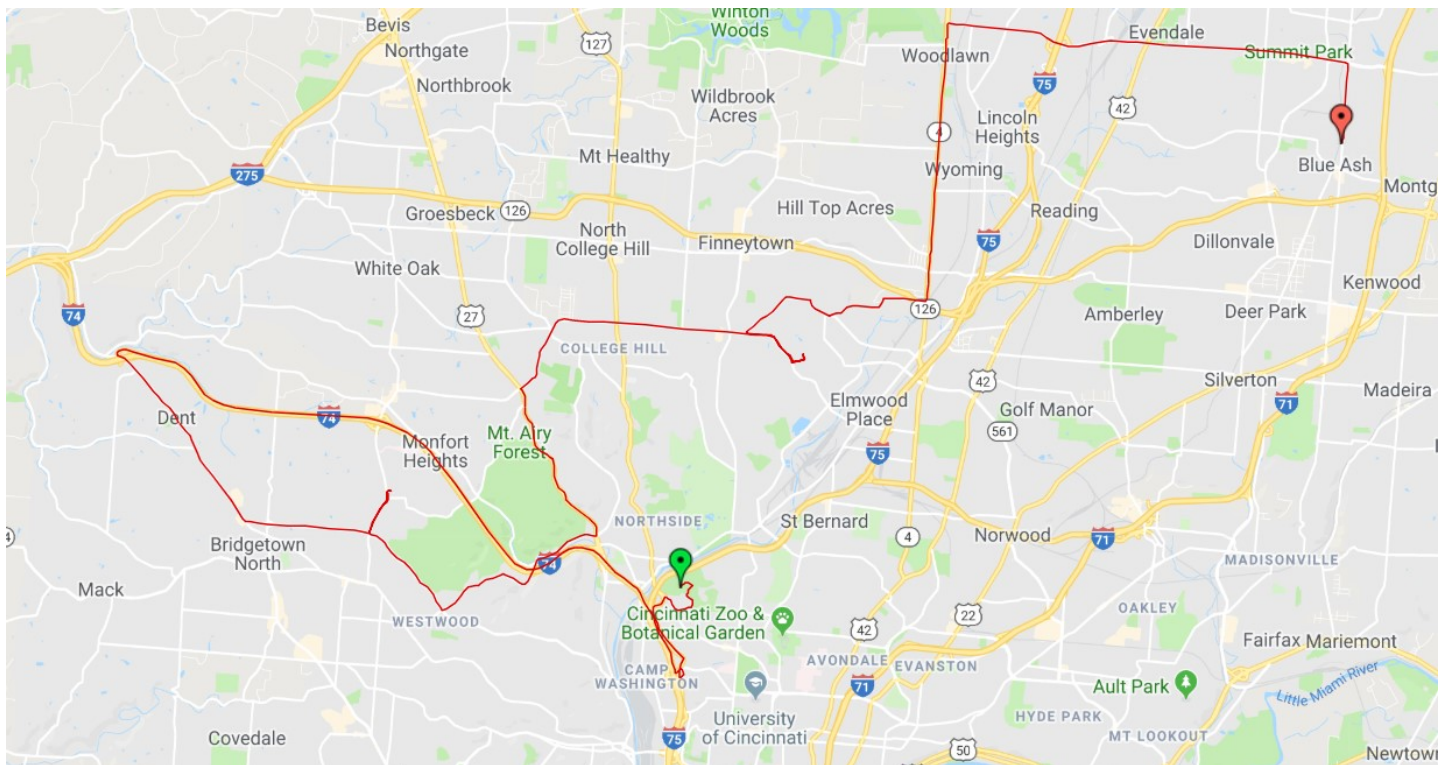 Winton
Woods
Bevis
127
Northgate
Northbrook
Woodlawn
Evendale
Summit Park
75
42
Wildbrook
Acres
Lincoln
Heights
4
Mt Healthy
Wyoming
Blue Ash
275
Montg
Groesbeck
126
Hill Top Acres
Reading
North
College Hill
Finneytown
75
Dillonvale
White Oak
Kenwood
74
27
126
Amberley
Deer Park
COLLEGE HILL
42
Silverton
Madeira
Dent
74
Elmwood
Place
Golf Manor
71
561
Mt. Airy
Forest
Monfort
Heights
75
NORTHSIDE
St Bernard
4
Norwood
71
Bridgetown
North
74
MADISONVILLE
Mack
WESTWOOD
Cincinnati Zoo &
Botanical Garden
42
22
OAKLEY
Fairfax
Mariemont
CAMP
WASHINGTON
AVONDALE
EVANSTON
71
Ault Park
Little Miami River
University
of Cincinnati
HYDE PARK
MT LOOKOUT
Covedale
75
50
Newtow